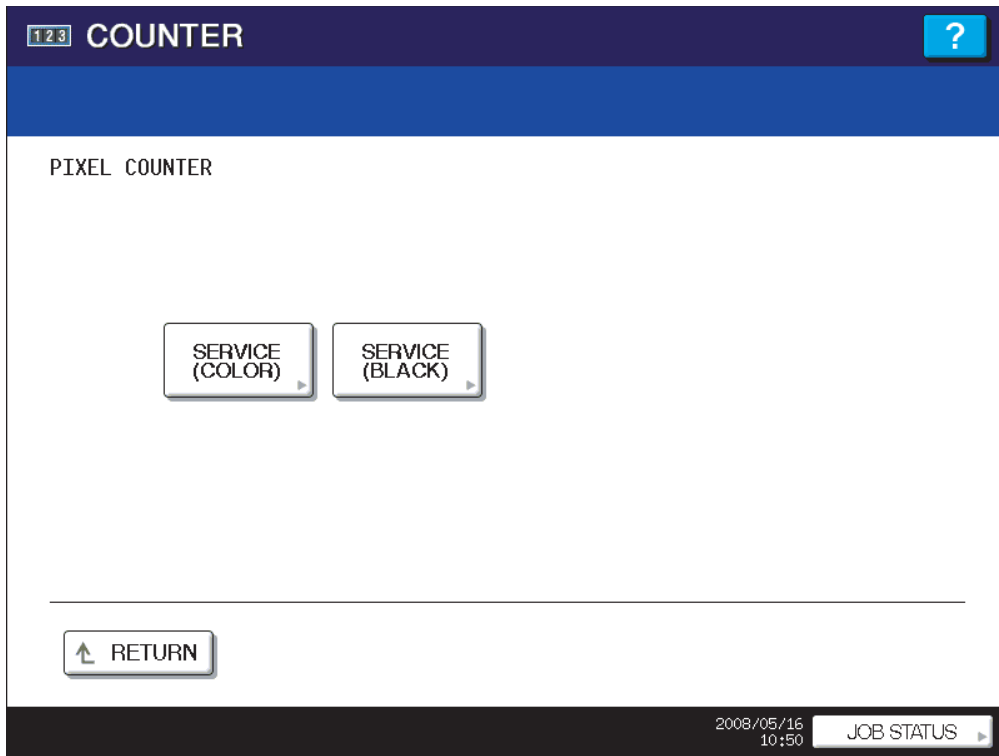 123 COUNTER
?
PIXEL COUNTER
SERVICE
(COLOR)
SERVICE
(BLACK)
RETURN
2008/05/16
10:50
JOB STATUS